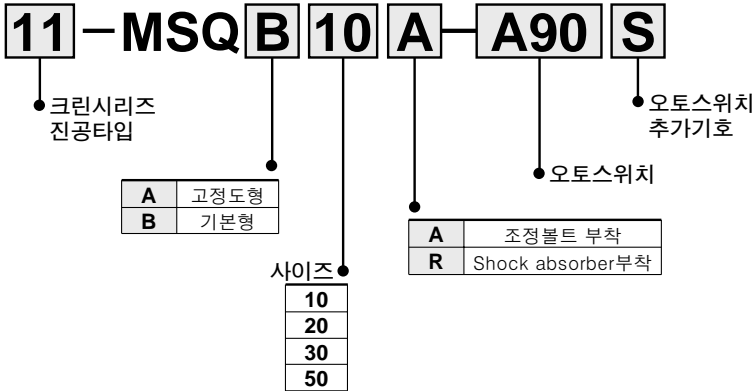 11-MSQ B 10 A-A90 S
크린시리즈
진공타입
오토스위치
추가기호
오토스위치
A 고정도형
B 기본형
A 조정볼트 부착
R Shock absorber부착
사이즈
10
20
30
50